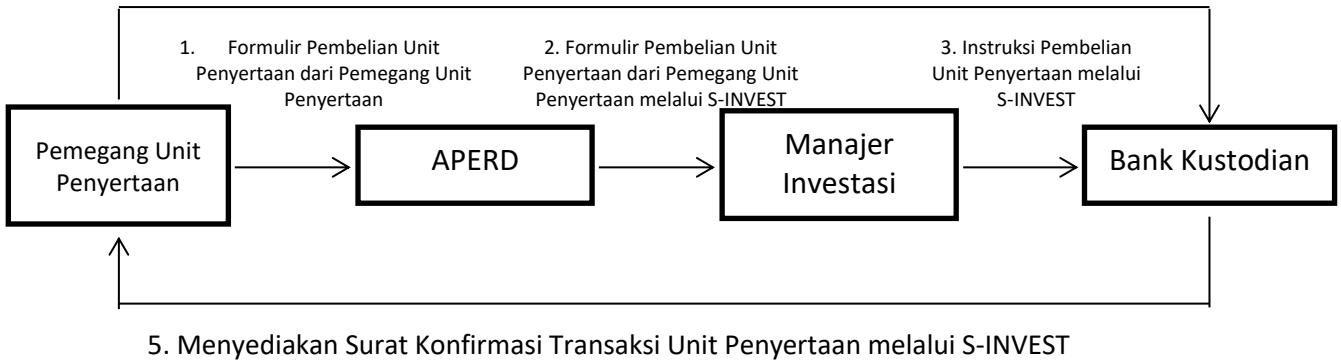 1. Formulir Pembelian Unit
Penyertaan dari Pemegang Unit
Penyertaan
2. Formulir Pembelian Unit
Penyertaan dari Pemegang Unit
Penyertaan melalui S-INVEST
3. Instruksi Pembelian
Unit Penyertaan melalui
S-INVEST
Pemegang Unit
Penyertaan
APERD
Manajer
Investasi
Bank Kustodian
5. Menyediakan Surat Konfirmasi Transaksi Unit Penyertaan melalui S-INVEST